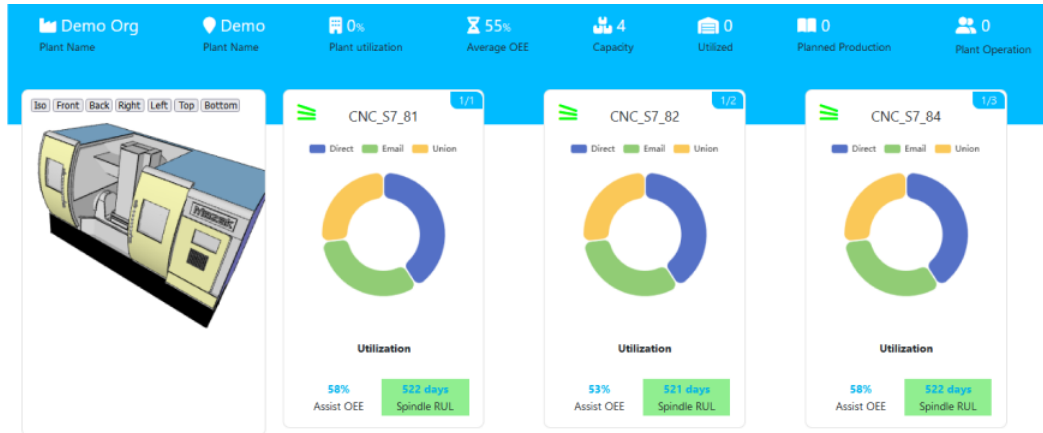 Demo Org
Plant Name
Demo
Plant Name
0%
Plant utilization
55%
Average OEE
4
Capacity
0
Utilized
0
Planned Production
0
Plant Operation
Iso Front Back Right Left Top Bottom
Mazak
1/1
CNC_S7_81
Direct Email Union
Utilization
58% 522 days
Assist OEE Spindle RUL
1/2
CNC_S7_82
Direct Email Union
Utilization
53% 521 days
Assist OEE Spindle RUL
1/3
CNC_S7_84
Direct Email Union
Utilization
58% 522 days
Assist OEE Spindle RUL